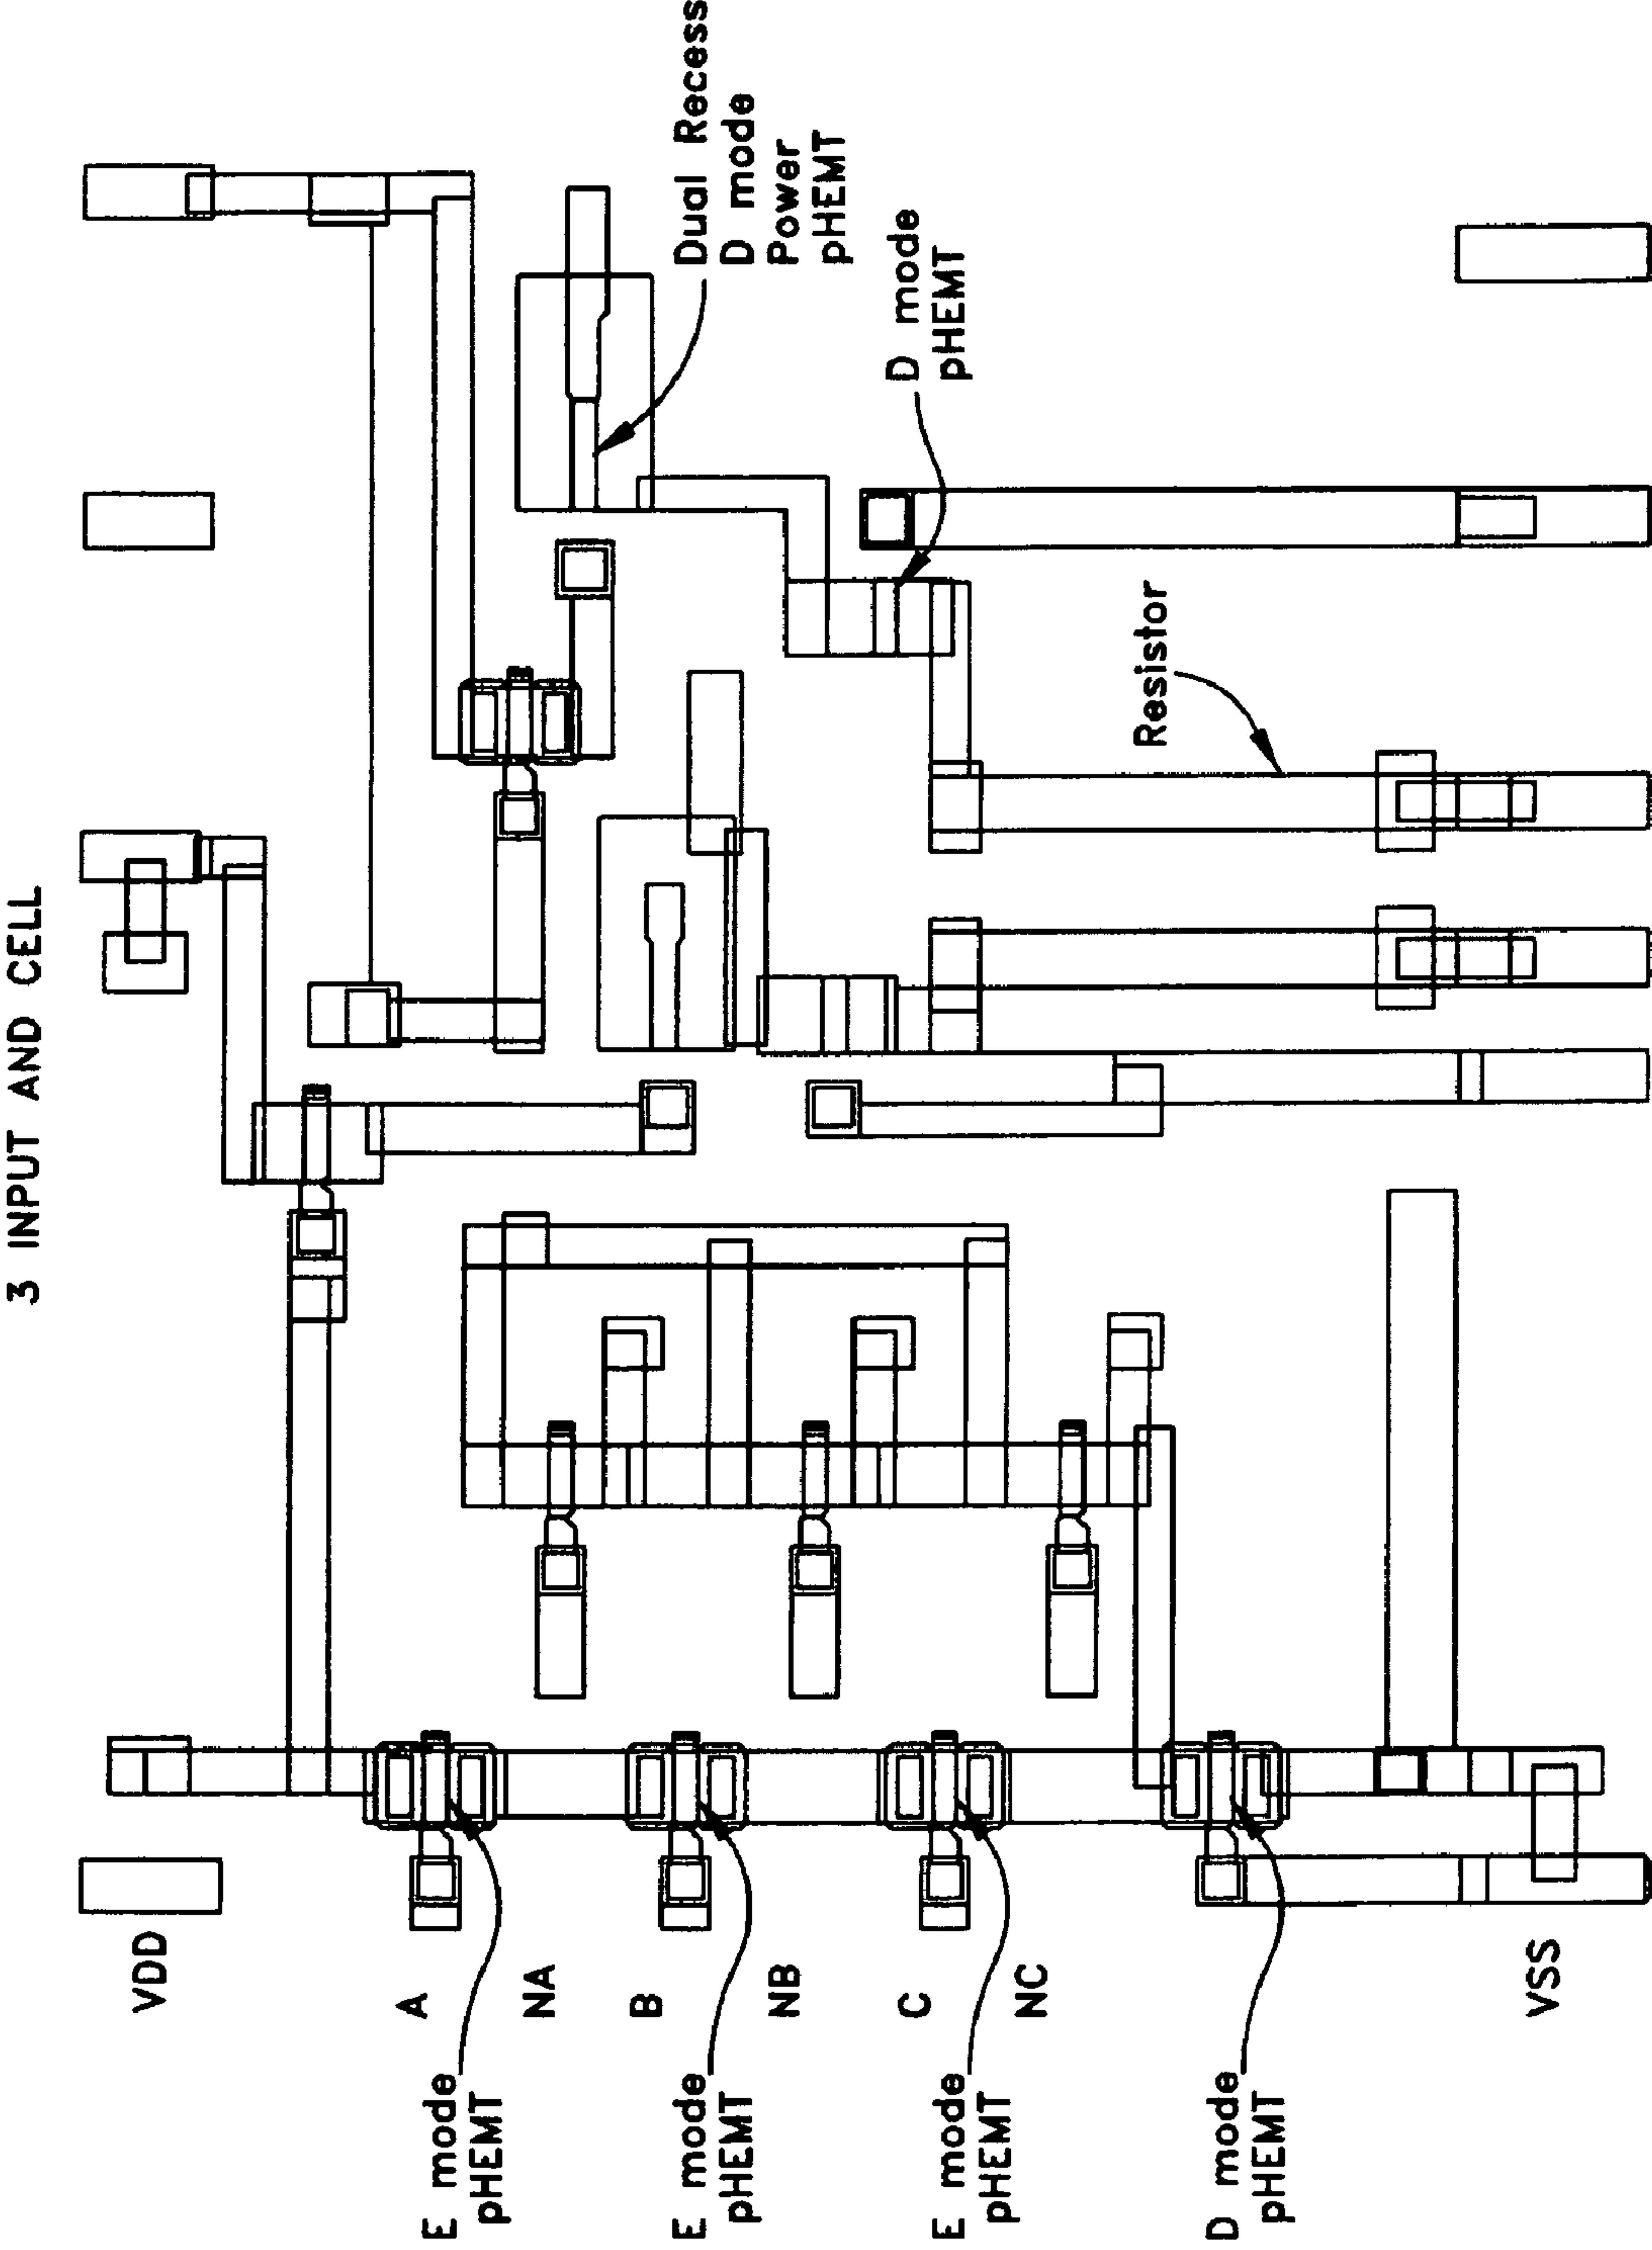 3 INPUT AND CELL
VDD
A
NA
B
NB
C
NC
VSS
E mode
pHEMT
E mode
pHEMT
E mode
pHEMT
D mode
pHEMT
Dual Recess
D mode
Power
pHEMT
D mode
pHEMT
Resistor